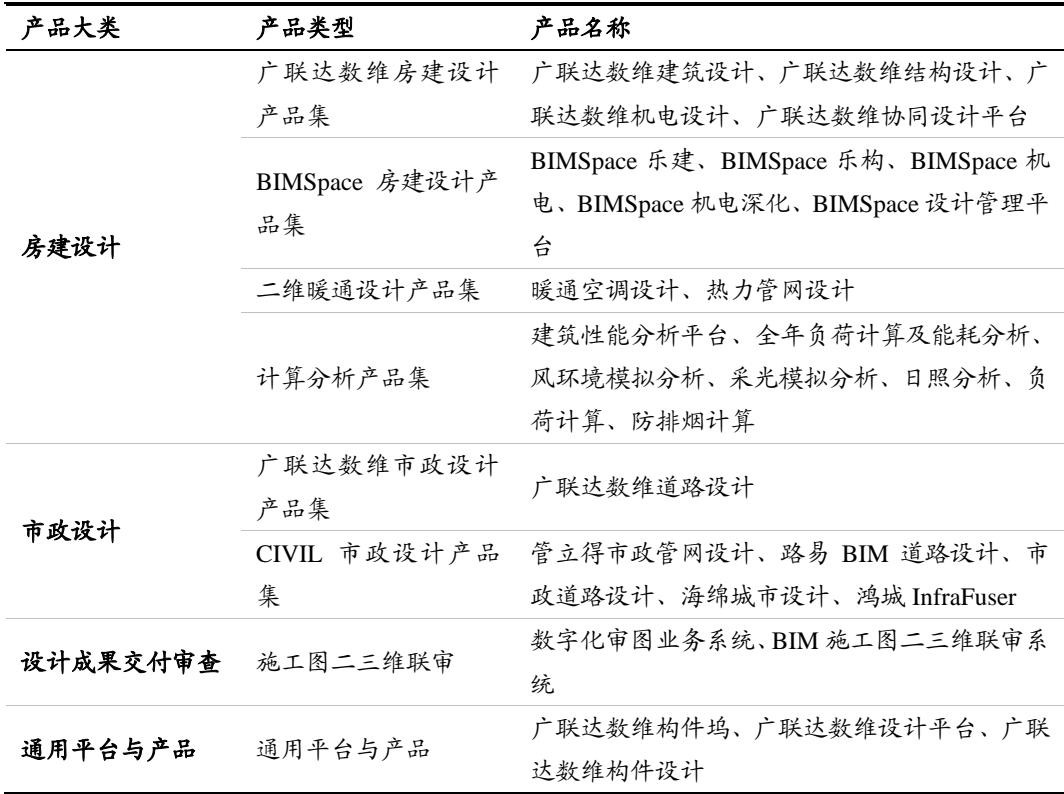 产品大类 产品类型 产品名称
房建设计
广联达数维房建设计
产品集
广联达数维建筑设计、广联达数维结构设计、广
联达数维机电设计、广联达数维协同设计平台
BIMSpace 房建设计产
品集
BIMSpace 乐建、BIMSpace 乐构、BIMSpace 机
电、BIMSpace 机电深化、BIMSpace 设计管理平
台
二维暖通设计产品集
暖通空调设计、热力管网设计
计算分析产品集
建筑性能分析平台、全年负荷计算及能耗分析、
风环境模拟分析、采光模拟分析、日照分析、负
荷计算、防排烟计算
市政设计
广联达数维市政设计
产品集
广联达数维道路设计
CIVIL 市政设计产品
集
管立得市政管网设计、路易 BIM 道路设计、市
政道路设计、海绵城市设计、鸿城 InfraFuser
设计成果交付审查
施工图二三维联审
数字化审图业务系统、BIM 施工图二三维联审系
统
通用平台与产品
通用平台与产品
广联达数维构件坞、广联达数维设计平台、广联
达数维构件设计